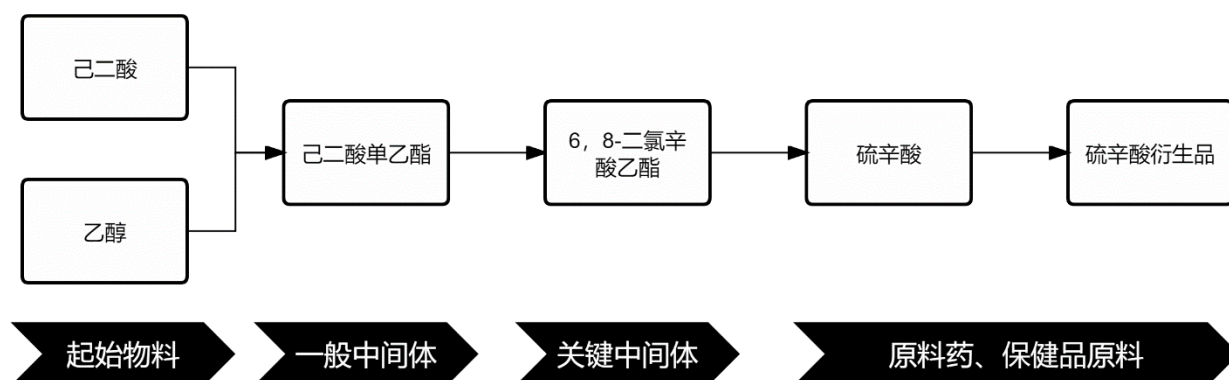 己二酸
乙醇
己二酸单乙酯
6，8-二氯辛
酸乙酯
硫辛酸
硫辛酸衍生品
起始物料
一般中间体
关键中间体
原料药、保健品原料